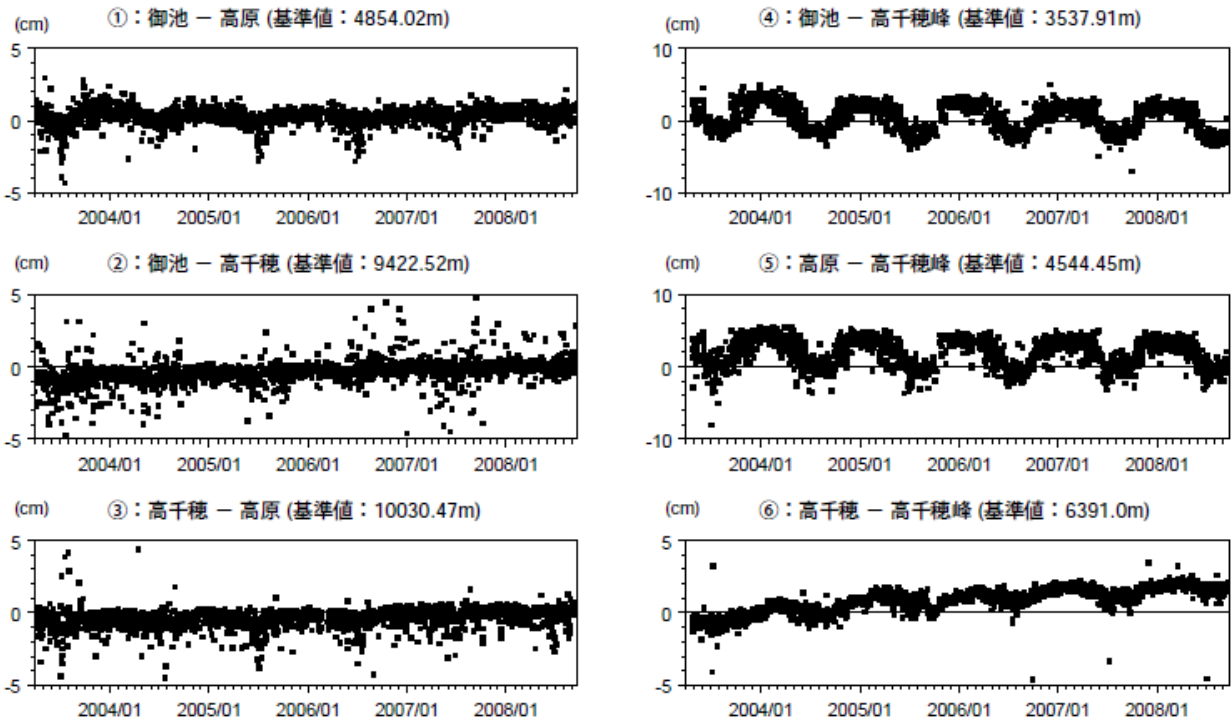 (cm) ①：御池 － 高原 (基準値：4854.02m)
5
0
-5
2004/01 2005/01 2006/01 2007/01 2008/01
(cm) ②：御池 － 高千穂 (基準値：9422.52m)
5
0
-5
2004/01 2005/01 2006/01 2007/01 2008/01
(cm) ③：高千穂 － 高原 (基準値：10030.47m)
5
0
-5
2004/01 2005/01 2006/01 2007/01 2008/01
(cm) ④：御池 － 高千穂峰 (基準値：3537.91m)
10
0
-10
2004/01 2005/01 2006/01 2007/01 2008/01
(cm) ⑤：高原 － 高千穂峰 (基準値：4544.45m)
10
0
-10
2004/01 2005/01 2006/01 2007/01 2008/01
(cm) ⑥：高千穂 － 高千穂峰 (基準値：6391.0m)
5
0
-5
2004/01 2005/01 2006/01 2007/01 2008/01